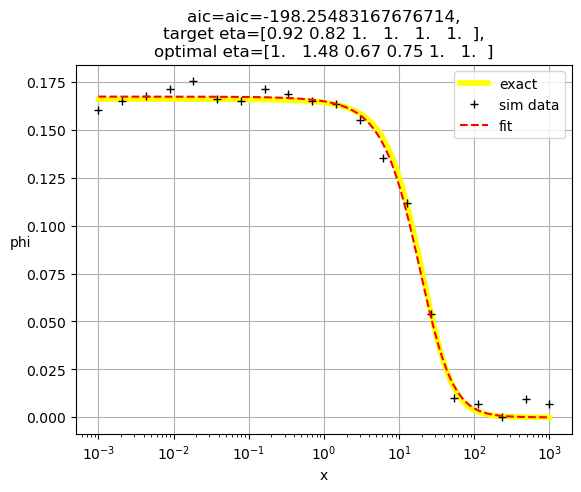 aic=aic=-198.25483167676714,
target eta=[0.92 0.82 1. 1. 1. 1. ],
optimal eta=[1. 1.48 0.67 0.75 1. 1. ]
exact
sim data
fit
0.175
0.150
0.125
0.100
0.075
0.050
0.025
0.000
phi
10⁻³
10⁻²
10⁻¹
10⁰
10¹
10²
10³
x